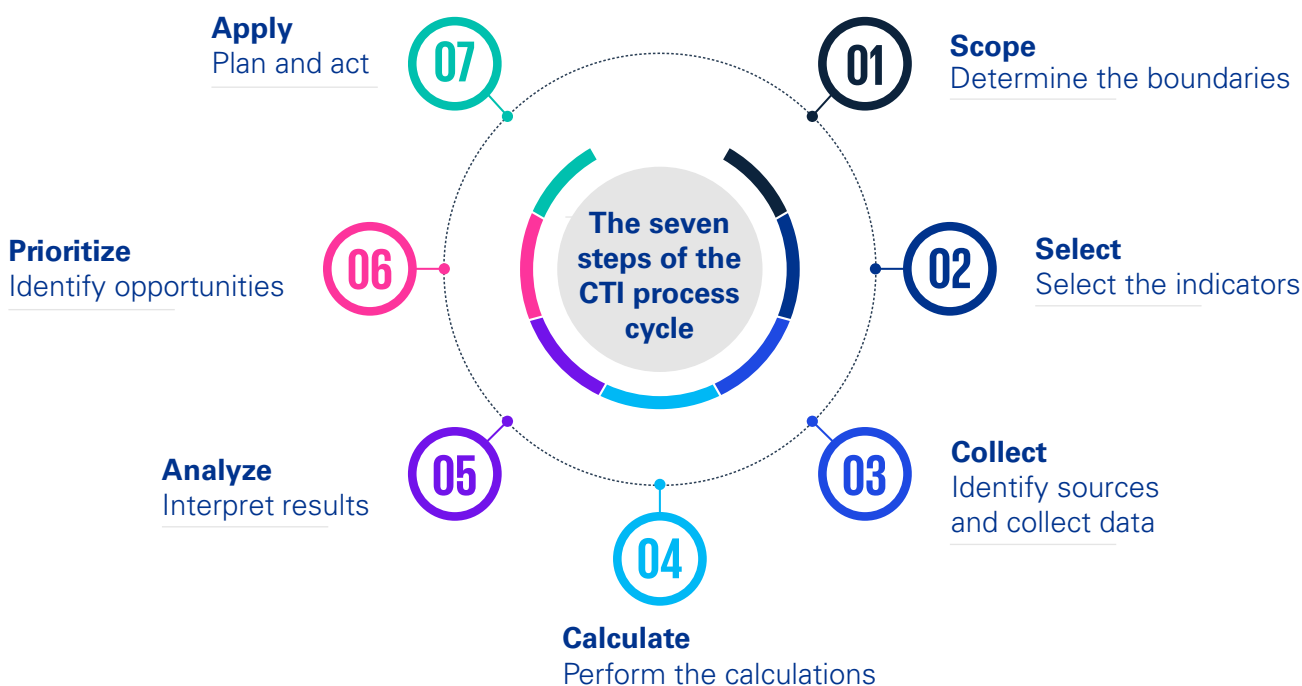 The seven
steps of the
CTI process
cycle
01
Scope
Determine the boundaries
02
Select
Select the indicators
03
Collect
Identify sources
and collect data
04
Calculate
Perform the calculations
05
Analyze
Interpret results
06
Prioritize
Identify opportunities
07
Apply
Plan and act